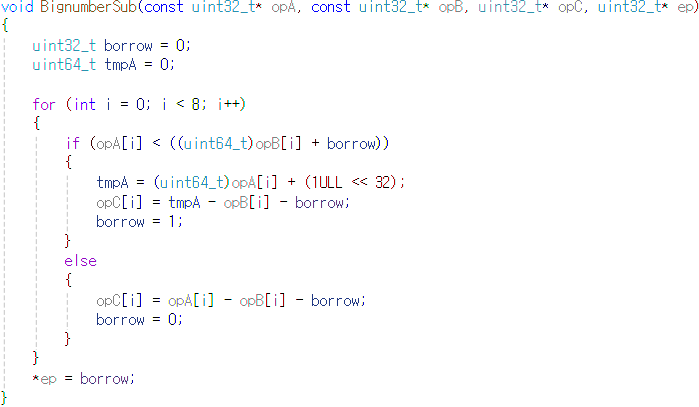 void BignumberSub(const uint32_t* opA, const uint32_t* opB, uint32_t* opC, uint32_t* ep)
{
    uint32_t borrow = 0;
    uint64_t tmpA = 0;

    for (int i = 0; i < 8; i++)
    {
        if (opA[i] < ((uint64_t)opB[i] + borrow))
        {
            tmpA = (uint64_t)opA[i] + (1ULL << 32);
            opC[i] = tmpA - opB[i] - borrow;
            borrow = 1;
        }
        else
        {
            opC[i] = opA[i] - opB[i] - borrow;
            borrow = 0;
        }
    }
    *ep = borrow;
}